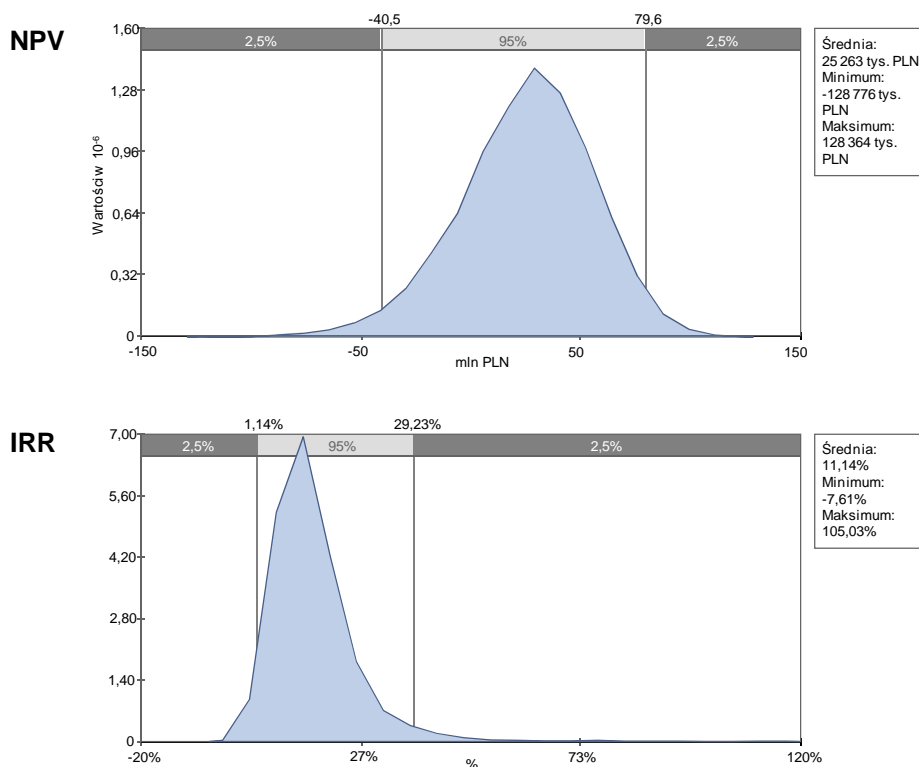 NPV
-40,5
79,6
2,5%
95%
2,5%
1.60
1,28
0,96
0,64
0,32
0
Wartości w 10⁻⁶
-150
-50
50
150
mln PLN
Średnia:
25 263 tys. PLN
Minimum:
-128 776 tys.
PLN
Maksimum:
128 364 tys.
PLN
IRR
1,14%
29,23%
2,5%
95%
2,5%
7,00
5,60
4,20
2,80
1,40
0
-20%
27%
73%
120%
%
Średnia:
11,14%
Minimum:
-7,61%
Maksimum:
105,03%